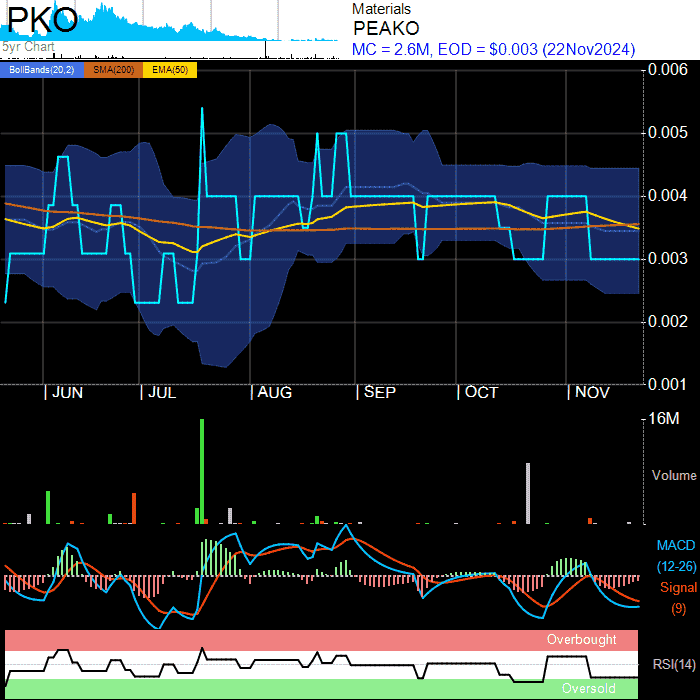 PKO
5yr Chart
Materials
PEAKO
MC = 2.6M, EOD = $0.003 (22Nov2024)
BollBands(20,2) SMA(200) EMA(50)
0.006
0.005
0.004
0.003
0.002
0.001
JUN JUL AUG SEP OCT NOV
16M
Volume
MACD
(12-26)
Signal
(9)
Overbought
RSI(14)
Oversold